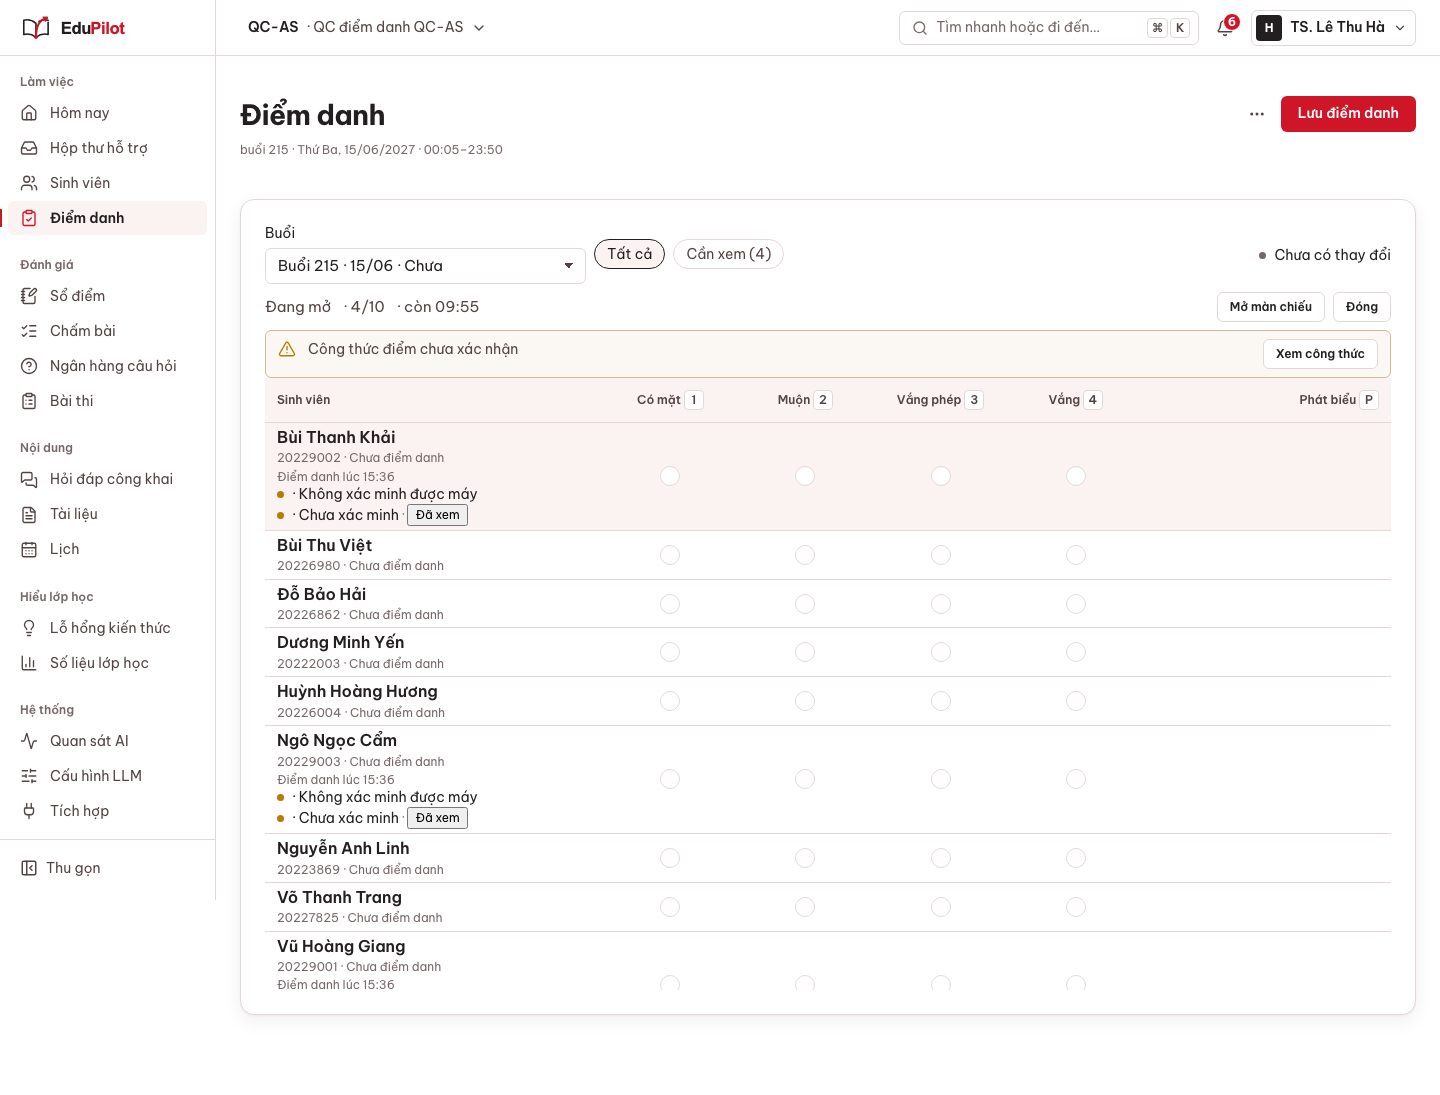 EduPilot
QC-AS · QC điểm danh QC-AS
Tìm nhanh hoặc đi đến... ⌘ K
6
H TS. Lê Thu Hà
Làm việc
Hôm nay
Hộp thư hỗ trợ
Sinh viên
Điểm danh
Đánh giá
Sổ điểm
Chấm bài
Ngân hàng câu hỏi
Bài thi
Nội dung
Hỏi đáp công khai
Tài liệu
Lịch
Hiểu lớp học
Lỗ hổng kiến thức
Số liệu lớp học
Hệ thống
Quan sát AI
Cấu hình LLM
Tích hợp
Thu gọn
Điểm danh
Lưu điểm danh
buổi 215 · Thứ Ba, 15/06/2027 · 00:05–23:50
Buổi
Buổi 215 · 15/06 · Chưa
Tất cả
Cần xem (4)
Chưa có thay đổi
Đang mở · 4/10 · còn 09:55
Mở màn chiếu
Đóng
Công thức điểm chưa xác nhận
Xem công thức
Sinh viên Có mặt 1 Muộn 2 Vắng phép 3 Vắng 4 Phát biểu P
Bùi Thanh Khải
20229002 · Chưa điểm danh
Điểm danh lúc 15:36
· Không xác minh được máy
· Chưa xác minh · Đã xem
Bùi Thu Việt
20226980 · Chưa điểm danh
Đỗ Bảo Hải
20226862 · Chưa điểm danh
Dương Minh Yến
20222003 · Chưa điểm danh
Huỳnh Hoàng Hương
20226004 · Chưa điểm danh
Ngô Ngọc Cẩm
20229003 · Chưa điểm danh
Điểm danh lúc 15:36
· Không xác minh được máy
· Chưa xác minh · Đã xem
Nguyễn Anh Linh
20223869 · Chưa điểm danh
Võ Thanh Trang
20227825 · Chưa điểm danh
Vũ Hoàng Giang
20229001 · Chưa điểm danh
Điểm danh lúc 15:36